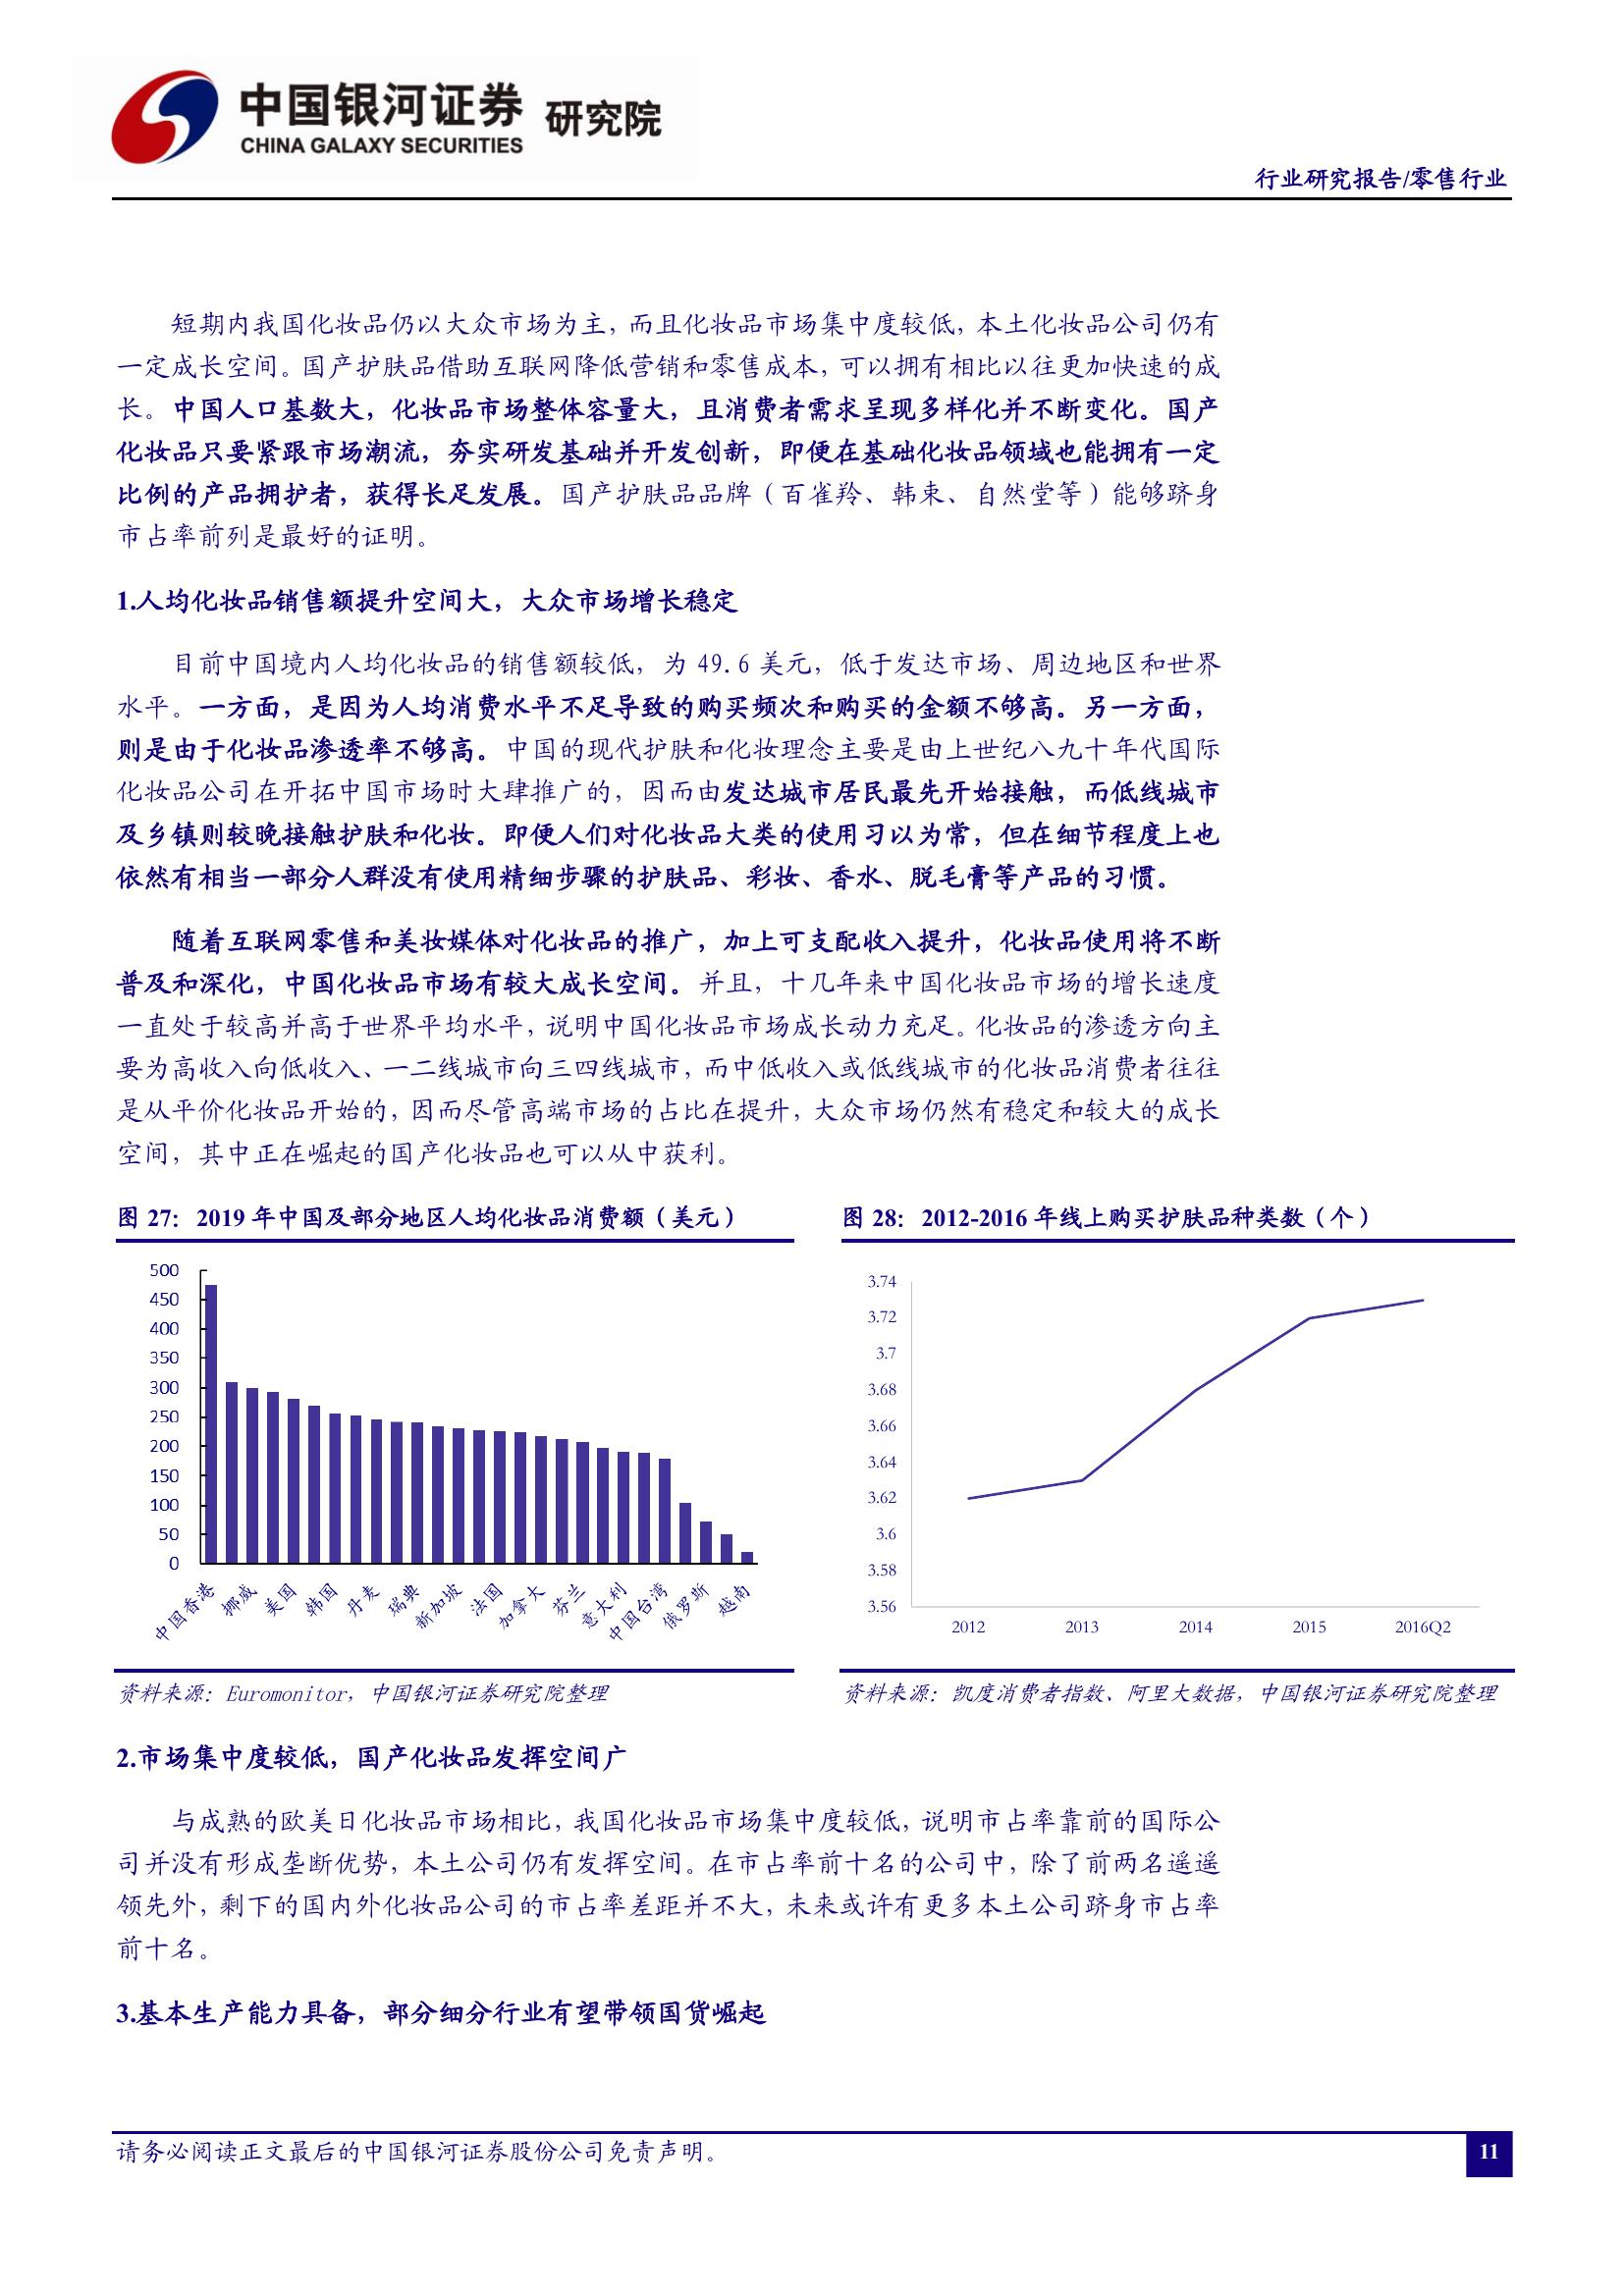 中国银河证券 研究院
CHINA GALAXY SECURITIES
行业研究报告/零售行业
短期内我国化妆品仍以大众市场为主，而且化妆品市场集中度较低，本土化妆品公司仍有
一定成长空间。国产护肤品借助互联网降低营销和零售成本，可以拥有相比以往更加快速的成
长。中国人口基数大，化妆品市场整体容量大，且消费者需求呈现多样化并不断变化。国产
化妆品只要紧跟市场潮流，夯实研发基础并开发创新，即便在基础化妆品领域也能拥有一定
比例的产品拥护者，获得长足发展。国产护肤品品牌（百雀羚、韩束、自然堂等）能够跻身
市占率前列是最好的证明。
1.人均化妆品销售额提升空间大，大众市场增长稳定
目前中国境内人均化妆品的销售额较低，为 49.6 美元，低于发达市场、周边地区和世界
水平。一方面，是因为人均消费水平不足导致的购买频次和购买的金额不够高。另一方面，
则是由于化妆品渗透率不够高。中国的现代护肤和化妆理念主要是由上世纪八九十年代国际
化妆品公司在开拓中国市场时大肆推广的，因而由发达城市居民最先开始接触，而低线城市
及乡镇则较晚接触护肤和化妆。即便人们对化妆品大类的使用习以为常，但在细节程度上也
依然有相当一部分人群没有使用精细步骤的护肤品、彩妆、香水、脱毛膏等产品的习惯。
随着互联网零售和美妆媒体对化妆品的推广，加上可支配收入提升，化妆品使用将不断
普及和深化，中国化妆品市场有较大成长空间。并且，十几年来中国化妆品市场的增长速度
一直处于较高并高于世界平均水平，说明中国化妆品市场成长动力充足。化妆品的渗透方向主
要为高收入向低收入、一二线城市向三四线城市，而中低收入或低线城市的化妆品消费者往往
是从平价化妆品开始的，因而尽管高端市场的占比在提升，大众市场仍然有稳定和较大的成长
空间，其中正在崛起的国产化妆品也可以从中获利。
图 27：2019 年中国及部分地区人均化妆品消费额（美元）
500
450
400
350
300
250
200
150
100
50
0
中国香港 挪威 美国 韩国 丹麦 瑞典 新加坡 法国 加拿大 芬兰 意大利 中国台湾 俄罗斯 越南
资料来源：Euromonitor，中国银河证券研究院整理
图 28：2012-2016 年线上购买护肤品种类数（个）
3.74
3.72
3.7
3.68
3.66
3.64
3.62
3.6
3.58
3.56
2012 2013 2014 2015 2016Q2
资料来源：凯度消费者指数、阿里大数据，中国银河证券研究院整理
2.市场集中度较低，国产化妆品发挥空间广
与成熟的欧美日化妆品市场相比，我国化妆品市场集中度较低，说明市占率靠前的国际公
司并没有形成垄断优势，本土公司仍有发挥空间。在市占率前十名的公司中，除了前两名遥遥
领先外，剩下的国内外化妆品公司的市占率差距并不大，未来或许有更多本土公司跻身市占率
前十名。
3.基本生产能力具备，部分细分行业有望带领国货崛起
请务必阅读正文最后的中国银河证券股份公司免责声明。
11